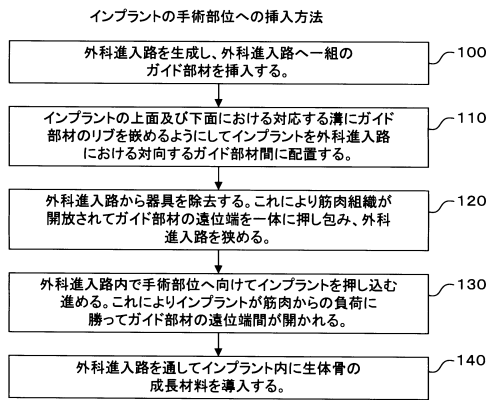 インプラントの手術部位への挿入方法
外科進入路を生成し、外科進入路へ一組の
ガイド部材を挿入する。
100
インプラントの上面及び下面における対応する溝にガイド
部材のリブを嵌めるようにしてインプラントを外科進入路
における対向するガイド部材間に配置する。
110
外科進入路から器具を除去する。これにより筋肉組織が
開放されてガイド部材の遠位端を一体に押し包み、外科
進入路を狭める。
120
外科進入路内で手術部位へ向けてインプラントを押し込む
進める。これによりインプラントが筋肉からの負荷に
勝ってガイド部材の遠位端間が開かれる。
130
外科進入路を通してインプラント内に生体骨の
成長材料を導入する。
140